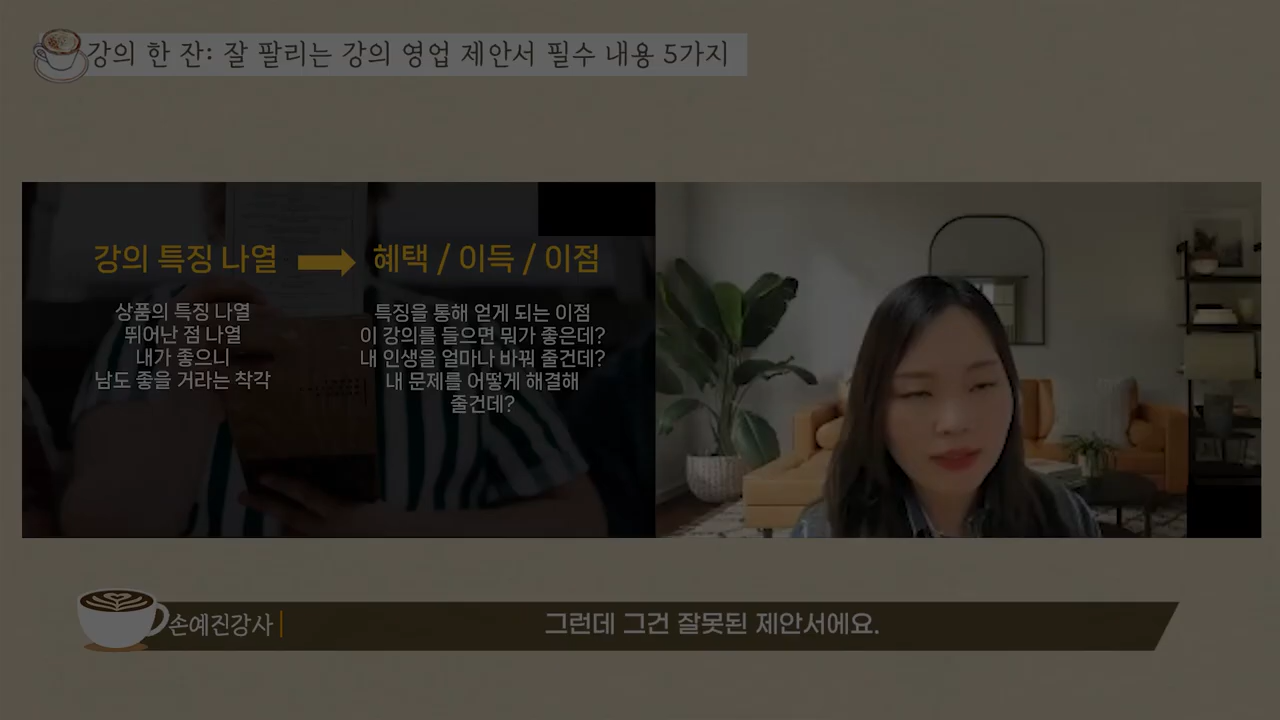 강의 한 잔: 잘 팔리는 강의 영업 제안서 필수 내용 5가지
강의 특징 나열
상품의 특징 나열
뛰어난 점 나열
내가 좋으니
남도 좋을 거라는 착각
혜택 / 이득 / 이점
특징을 통해 얻게 되는 이점
이 강의를 들으면 뭐가 좋은데?
내 인생을 얼마나 바꿔 줄건데?
내 문제를 어떻게 해결해
줄건데?
손예진강사
그런데 그건 잘못된 제안서에요.